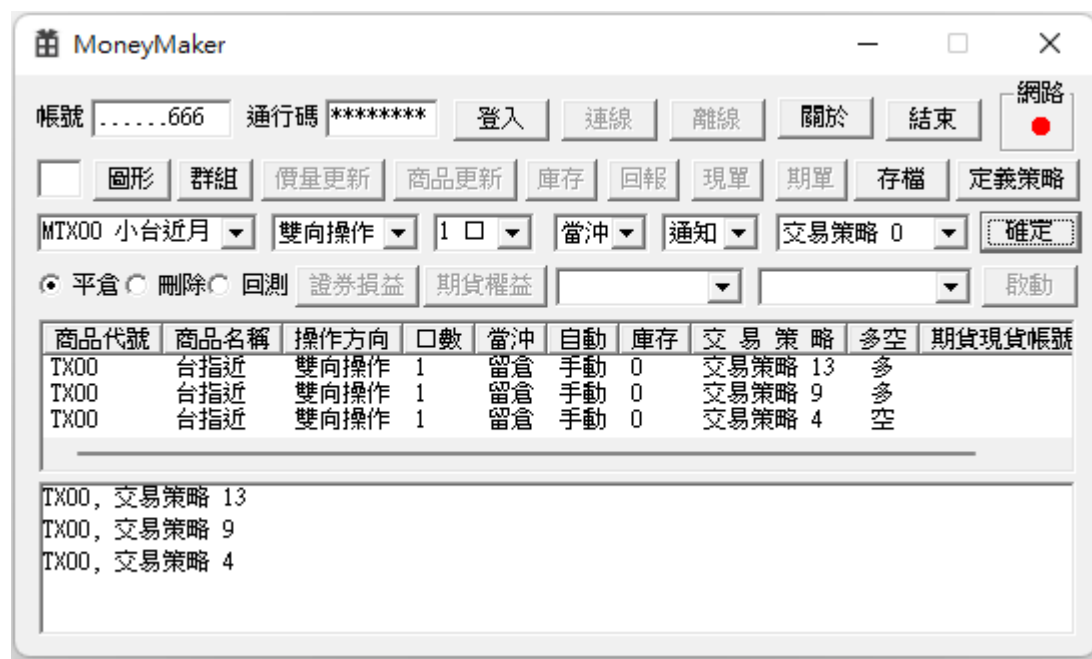 MoneyMaker
帳號 ......666 通行碼 ******** 登入 連線 離線 關於 結束 網路
圖形 群組 價量更新 商品更新 庫存 回報 現單 期單 存檔 定義策略
MTX00 小台近月 雙向操作 1 口 當沖 通知 交易策略 0 確定
平倉 刪除 回測 證券損益 期貨權益 啟動
商品代號 商品名稱 操作方向 口數 當沖 自動 庫存 交 易 策 略 多空 期貨現貨帳號
TX00 台指近 雙向操作 1 留倉 手動 0 交易策略 13 多
TX00 台指近 雙向操作 1 留倉 手動 0 交易策略 9 多
TX00 台指近 雙向操作 1 留倉 手動 0 交易策略 4 空
TX00, 交易策略 13
TX00, 交易策略 9
TX00, 交易策略 4